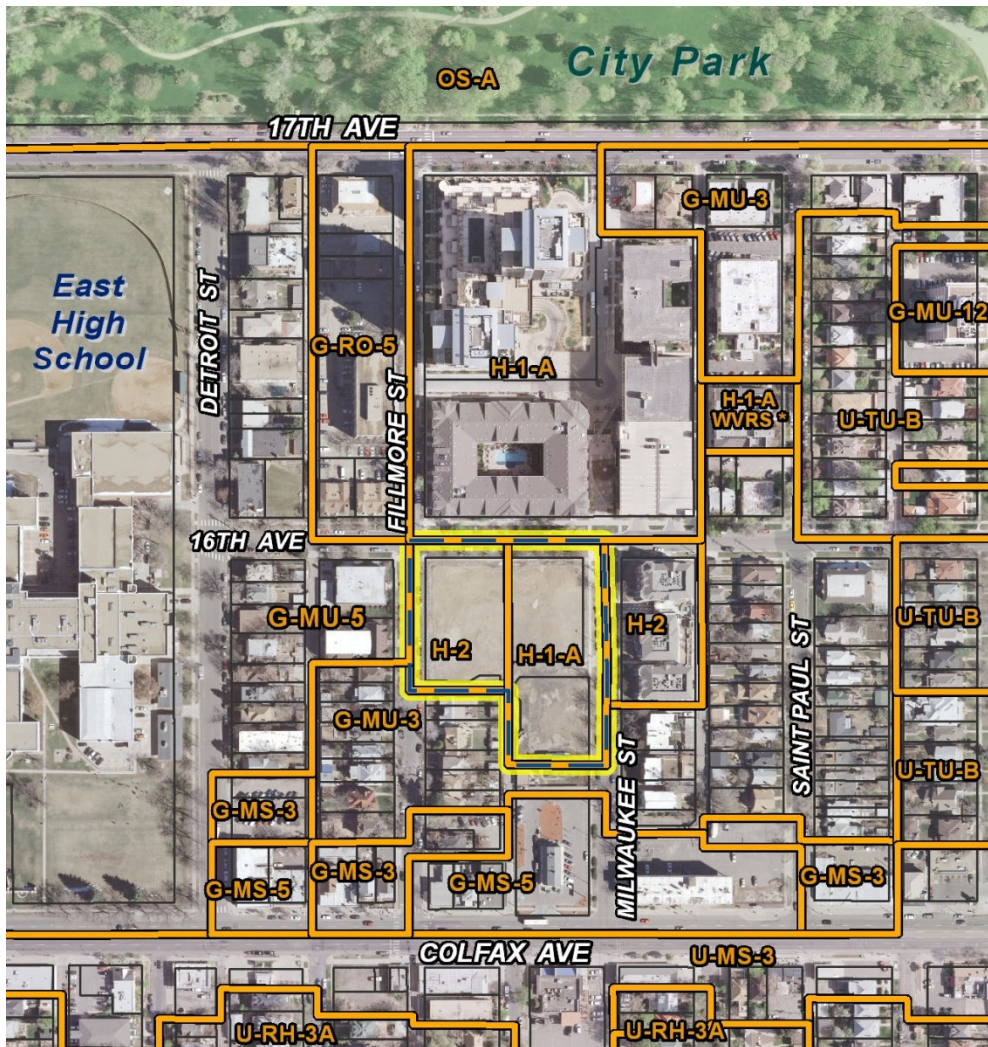 City Park
OS-A
17TH AVE
G-MU-3
East
High
School
DETROIT ST
G-RO-5
FILLMORE ST
H-1-A
G-MU-12
H-1-A
WVRS *
U-TU-B
16TH AVE
G-MU-5
H-2
H-1-A
H-2
U-TU-B
SAINT PAUL ST
G-MU-3
MILWAUKEE ST
U-TU-B
G-MS-3
G-MS-5
G-MS-3
G-MS-5
G-MS-3
COLFAX AVE
U-MS-3
U-RH-3A
U-RH-3A